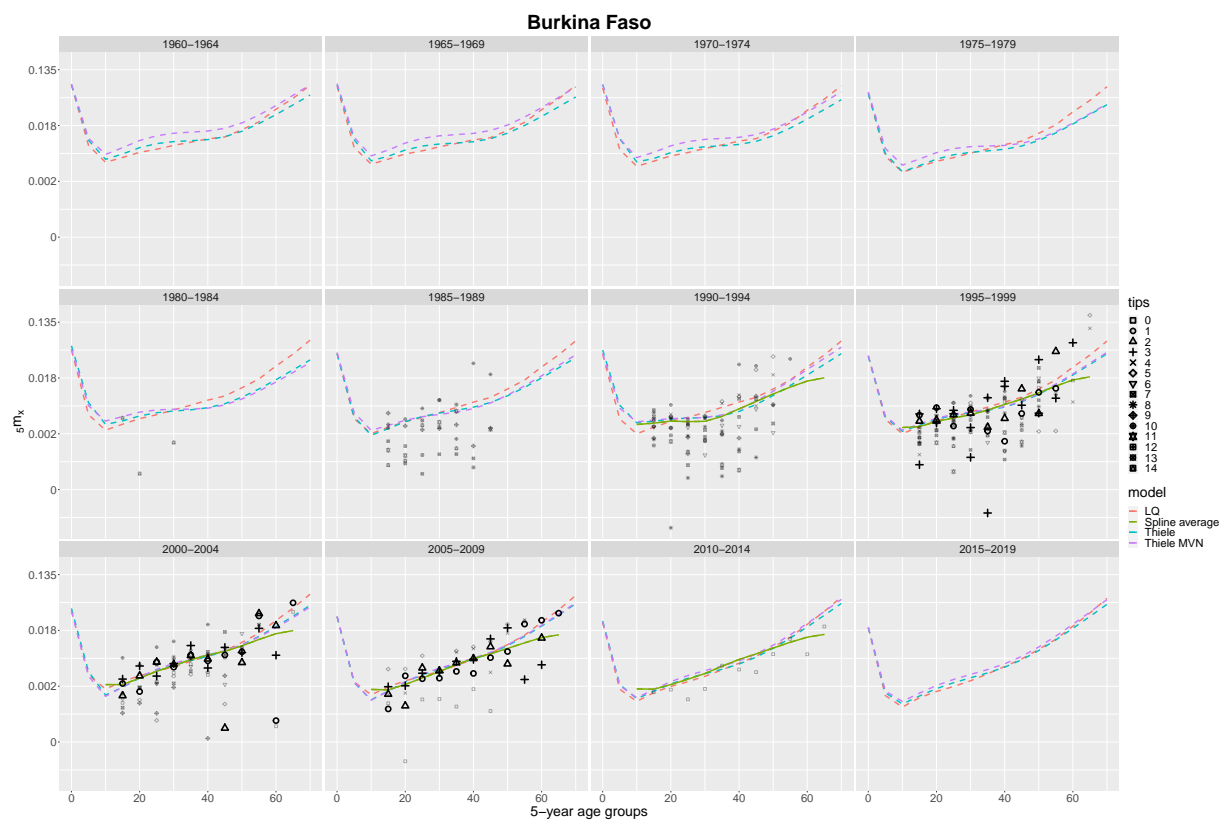 Burkina Faso
1960−1964 1965−1969 1970−1974 1975−1979
0.135
0.018
0.002
0
1980−1984 1985−1989 1990−1994 1995−1999
0.135
0.018
0.002
0
2000−2004 2005−2009 2010−2014 2015−2019
0.135
0.018
0.002
0
0 20 40 60 0 20 40 60 0 20 40 60 0 20 40 60
5−year age groups
5mx
tips
0
1
2
3
4
5
6
7
8
9
10
11
12
13
14
model
LQ
Spline average
Thiele
Thiele MVN